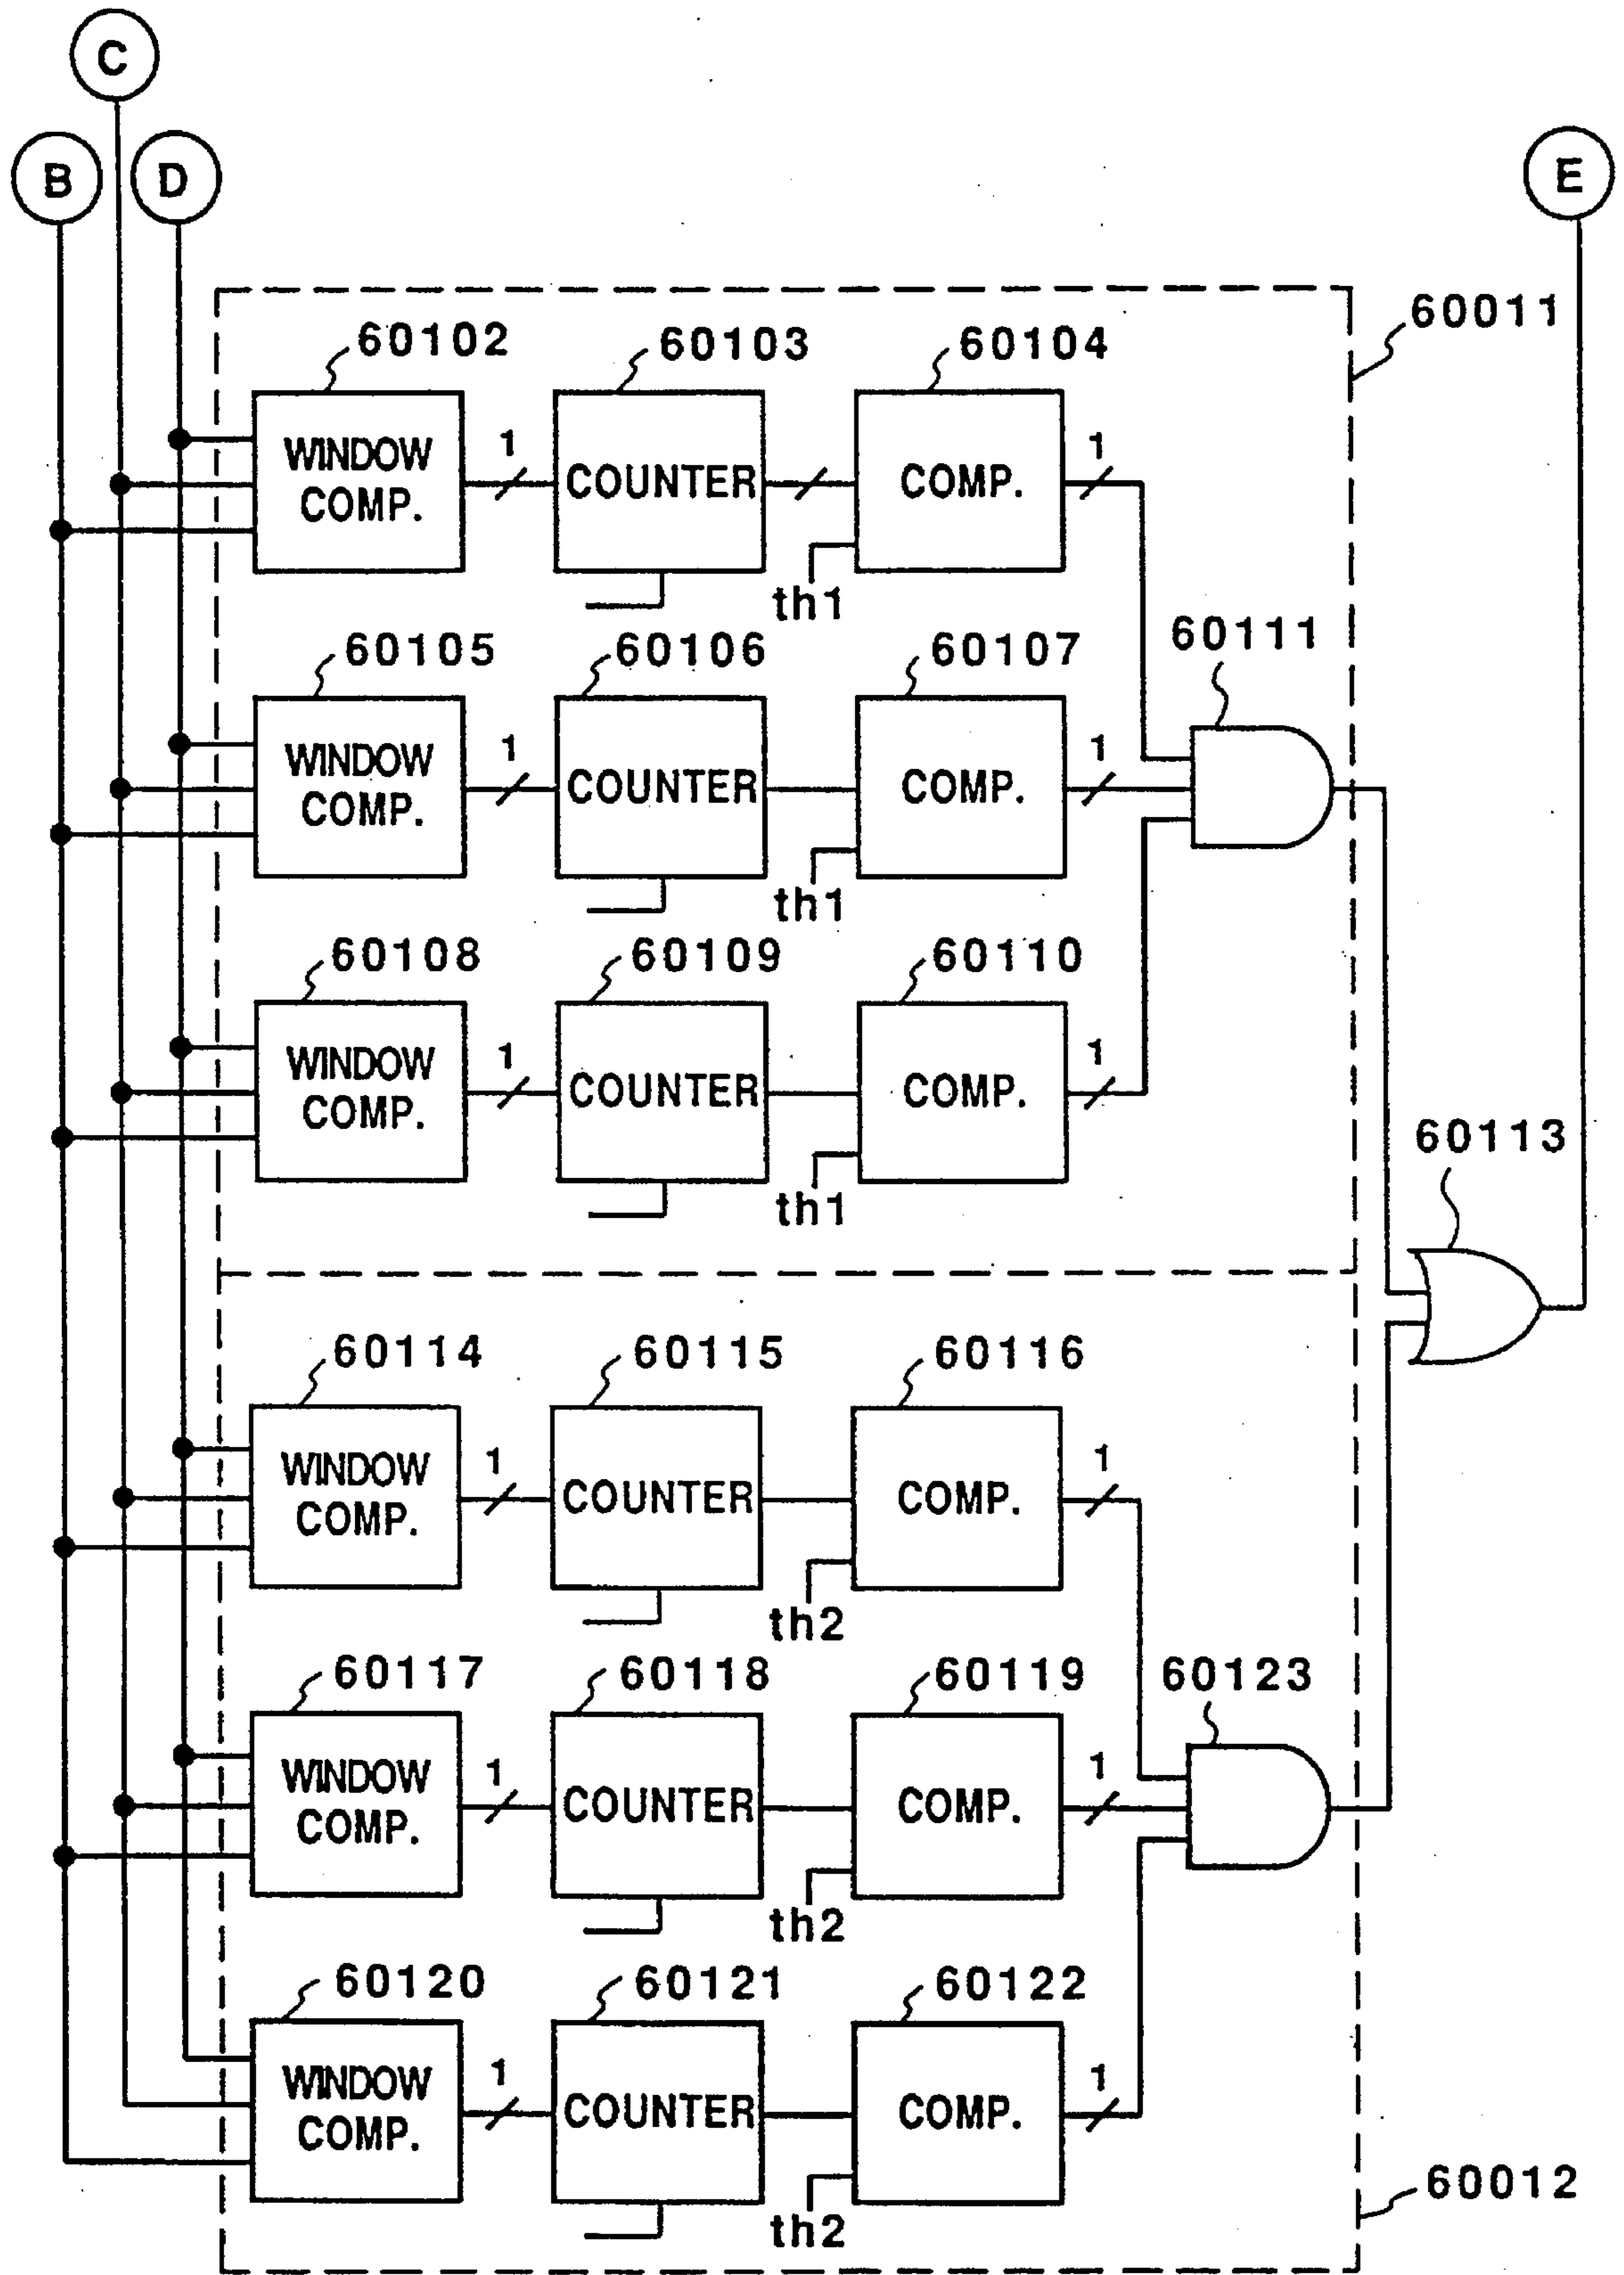 C
B
D
E
60011
60102
60103
60104
WINDOW
COMP.
1
COUNTER
COMP.
1
th1
60105
60106
60107
60111
WINDOW
COMP.
1
COUNTER
COMP.
1
th1
60108
60109
60110
WINDOW
COMP.
1
COUNTER
COMP.
1
th1
60113
60114
60115
60116
WINDOW
COMP.
1
COUNTER
COMP.
1
th2
60117
60118
60119
60123
WINDOW
COMP.
1
COUNTER
COMP.
1
th2
60120
60121
60122
WINDOW
COMP.
1
COUNTER
COMP.
1
th2
60012